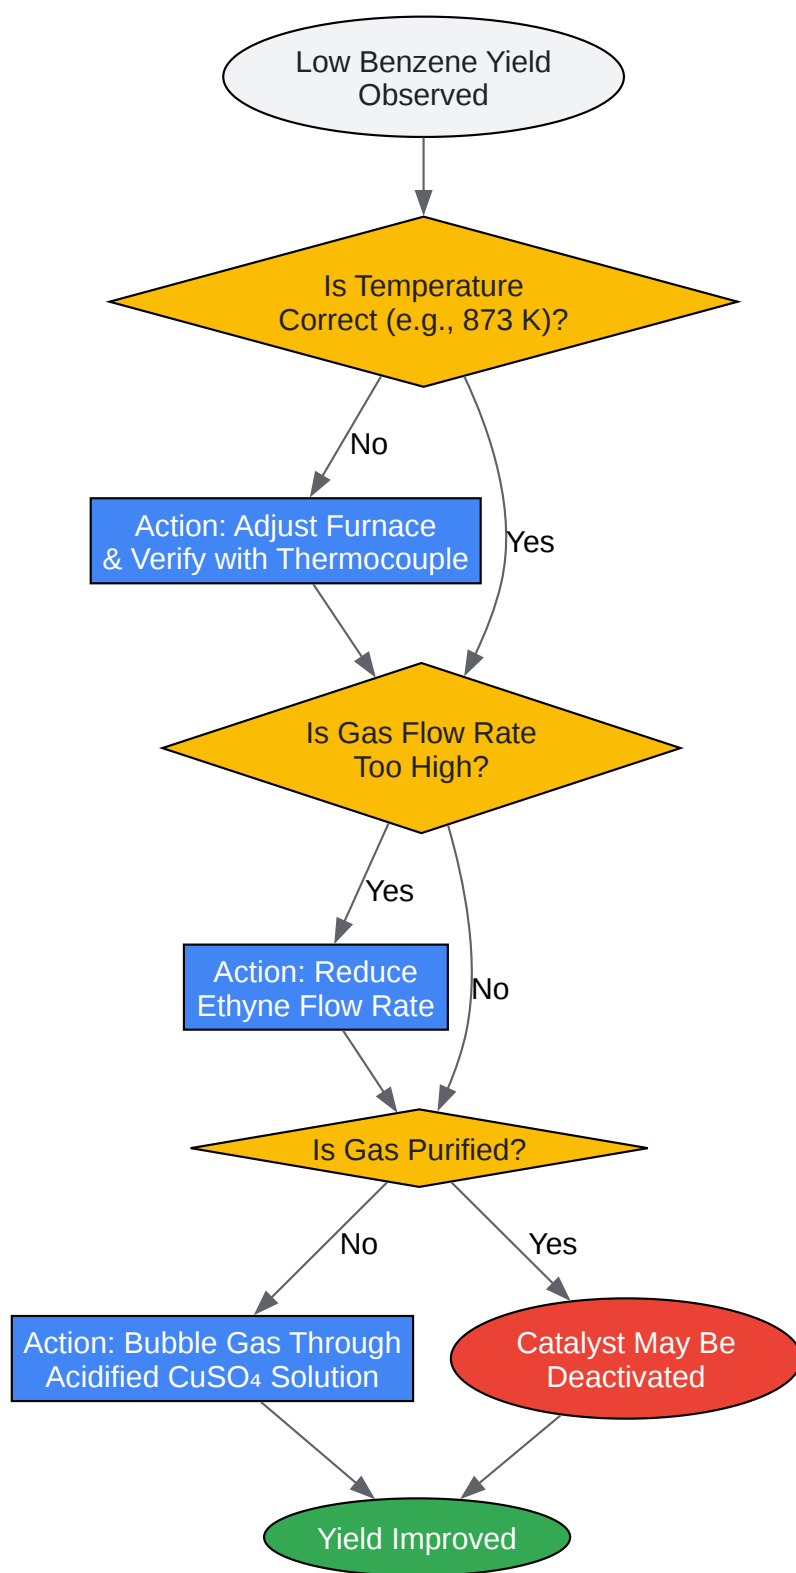 Low Benzene Yield
Observed
Is Temperature
Correct (e.g., 873 K)?
No
Action: Adjust Furnace
& Verify with Thermocouple
Yes
Is Gas Flow Rate
Too High?
Yes
Action: Reduce
Ethyne Flow Rate
No
Is Gas Purified?
No
Yes
Action: Bubble Gas Through
Acidified CuSO₄ Solution
Catalyst May Be
Deactivated
Yield Improved